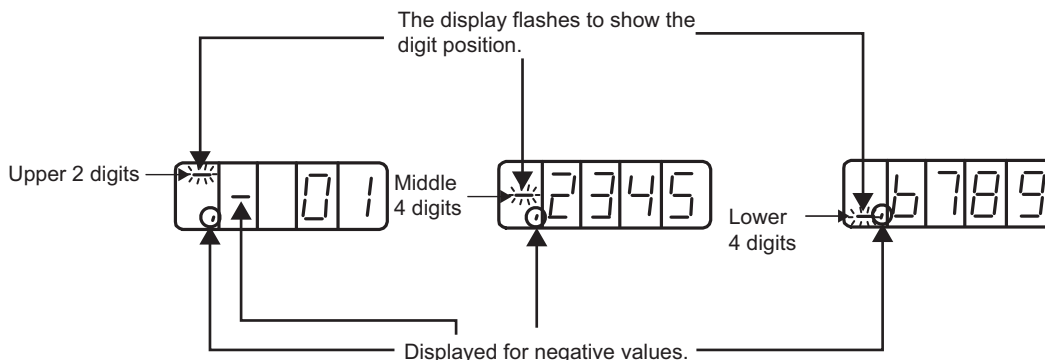 The display flashes to show the
digit position.
Upper 2 digits
- 01
Middle
4 digits
2345
Lower
4 digits
6789
Displayed for negative values.